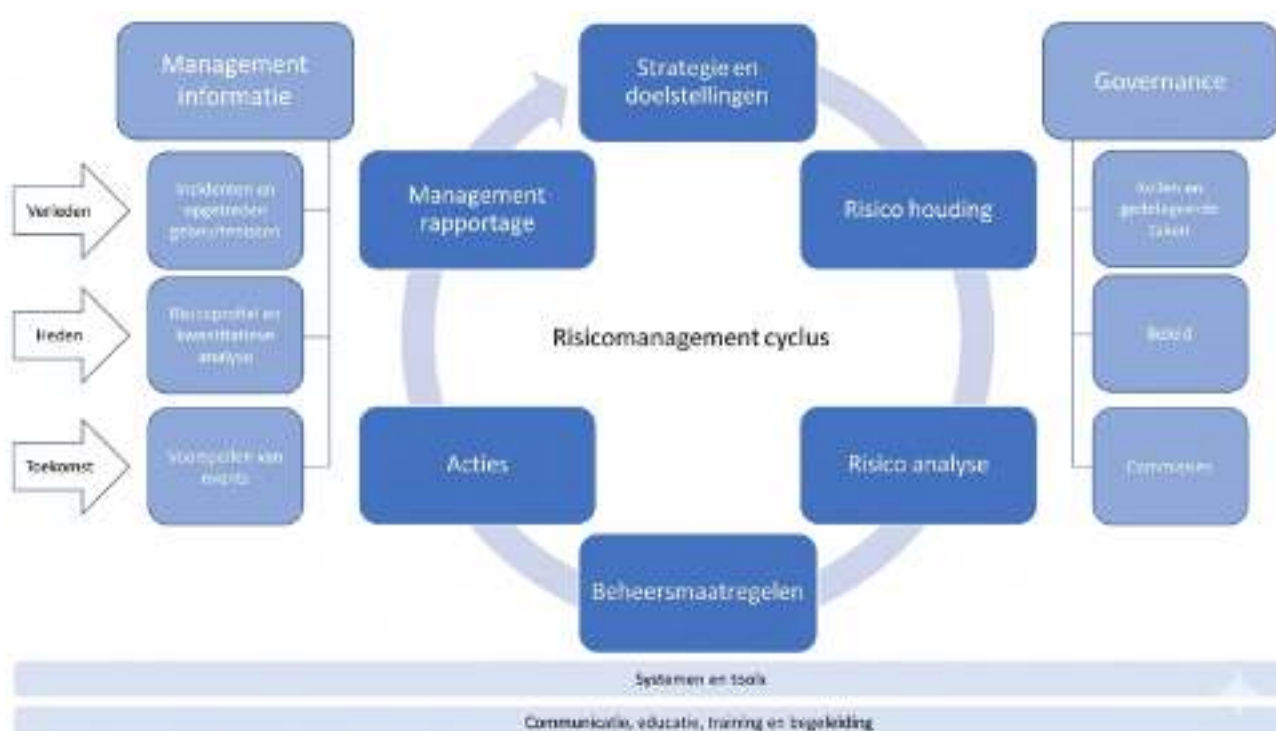 Management
informatie
Verleden
Incidenten en
opgetreden
gebeurtenissen
Heden
Risicoprofiel en
kwantitatieve
analyse
Toekomst
Voorspellen van
events
Strategie en
doelstellingen
Management
rapportage
Risico houding
Risicomanagement cyclus
Acties
Risico analyse
Beheersmaatregelen
Governance
Rollen en
gedelegeerde
taken
Beleid
Commissies
Systemen en tools
Communicatie, educatie, training en begeleiding